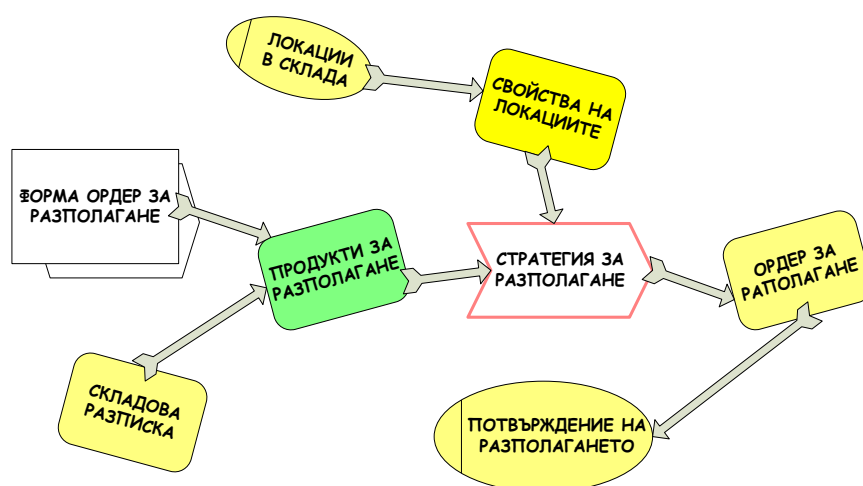 ЛОКАЦИИ
В СКЛАДА
СВОЙСТВА НА
ЛОКАЦИИТЕ
ФОРМА ОРДЕР ЗА
РАЗПОЛАГАНЕ
ПРОДУКТИ ЗА
РАЗПОЛАГАНЕ
СТРАТЕГИЯ ЗА
РАЗПОЛАГАНЕ
ОРДЕР ЗА
РАПОЛАГАНЕ
СКЛАДОВА
РАЗПИСКА
ПОТВЪРЖДЕНИЕ НА
РАЗПОЛАГАНЕТО